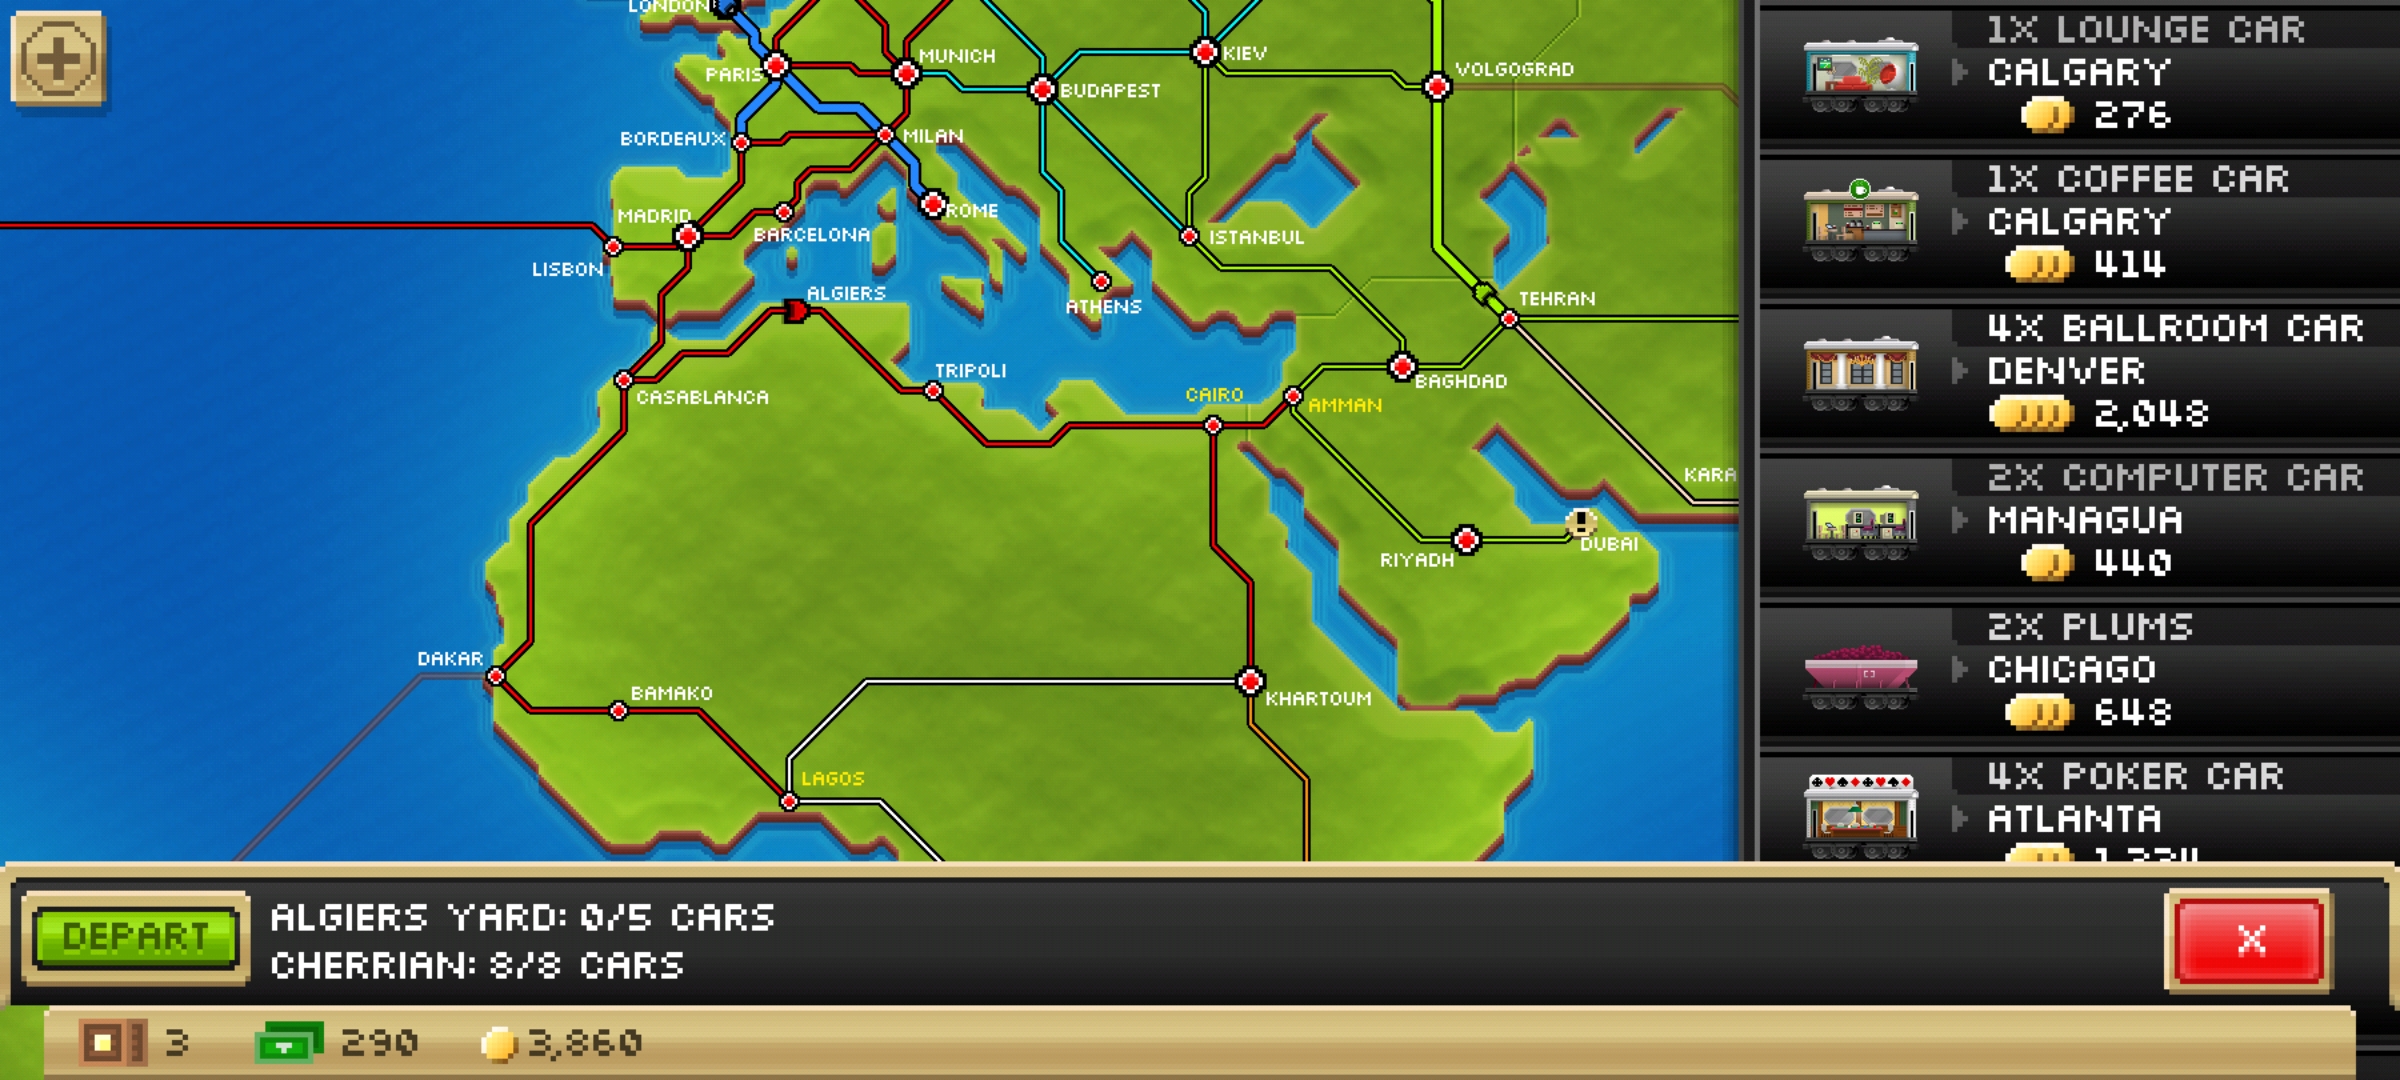 LONDON
PARIS
MUNICH
BUDAPEST
KIEV
VOLGOGRAD
BORDEAUX
MILAN
MADRID
BARCELONA
ROME
ISTANBUL
LISBON
ALGIERS
ATHENS
TEHRAN
CASABLANCA
TRIPOLI
CAIRO
AMMAN
BAGHDAD
KARA
RIYADH
DUBAI
DAKAR
BAMAKO
KHARTOUM
LAGOS
1X LOUNGE CAR
CALGARY
276
1X COFFEE CAR
CALGARY
414
4X BALLROOM CAR
DENVER
2,048
2X COMPUTER CAR
MANAGUA
440
2X PLUMS
CHICAGO
648
4X POKER CAR
ATLANTA
DEPART
ALGIERS YARD: 0/5 CARS
CHERRIAN: 8/8 CARS
X
3
290
3,860